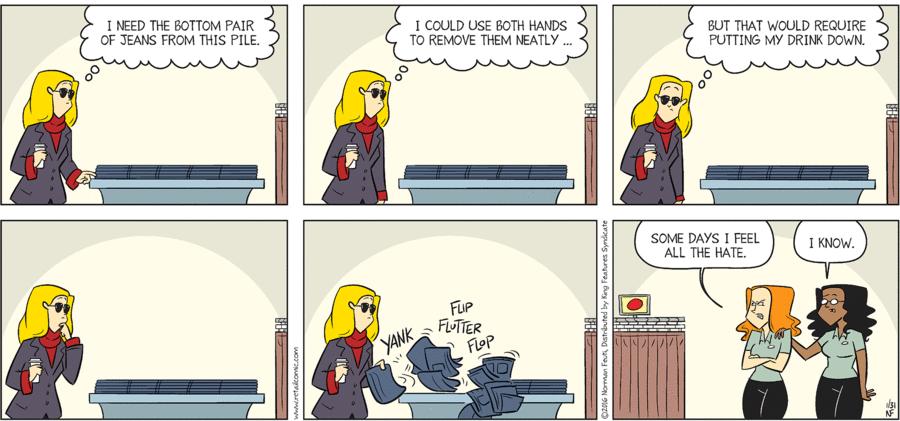 I NEED THE BOTTOM PAIR
OF JEANS FROM THIS PILE.
I COULD USE BOTH HANDS
TO REMOVE THEM NEATLY ...
BUT THAT WOULD REQUIRE
PUTTING MY DRINK DOWN.
www.retailcomic.com
YANK
FLIP
FLUTTER
FLOP
©2016 Norman Feuti, Distributed by King Features Syndicate
SOME DAYS I FEEL
ALL THE HATE.
I KNOW.
NF